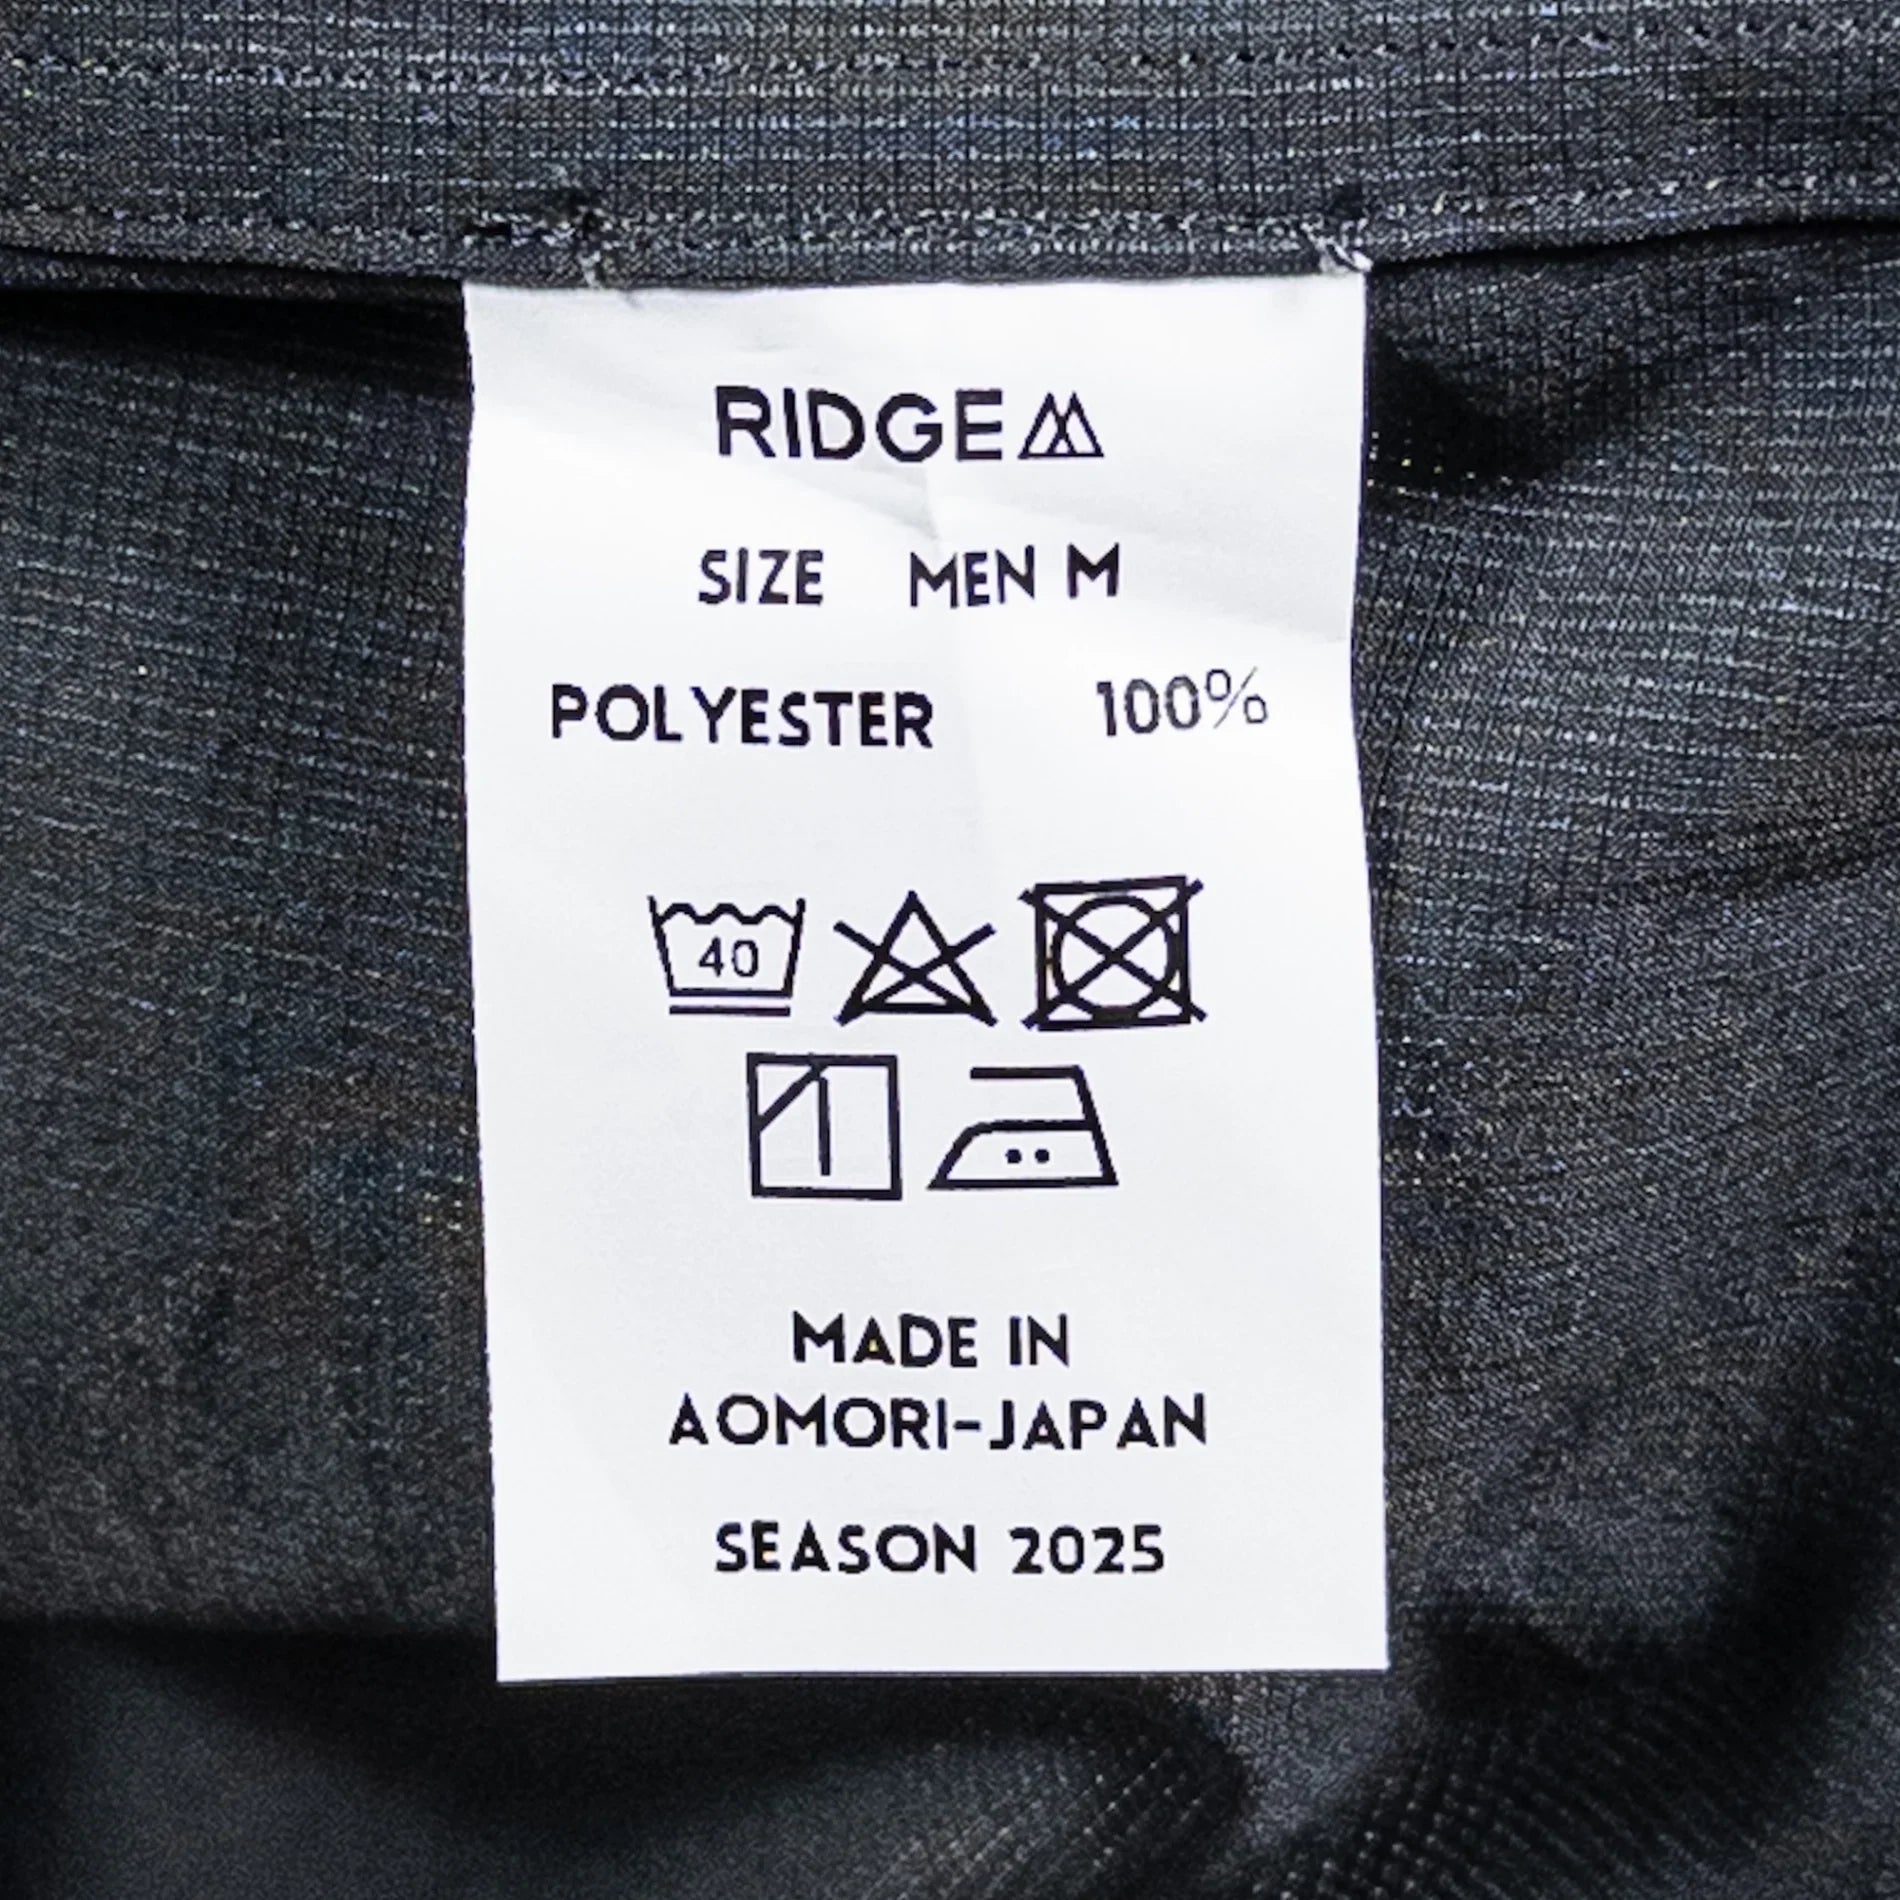 RIDGE
SIZE MEN M
POLYESTER 100%
40
MADE IN
AOMORI-JAPAN
SEASON 2025